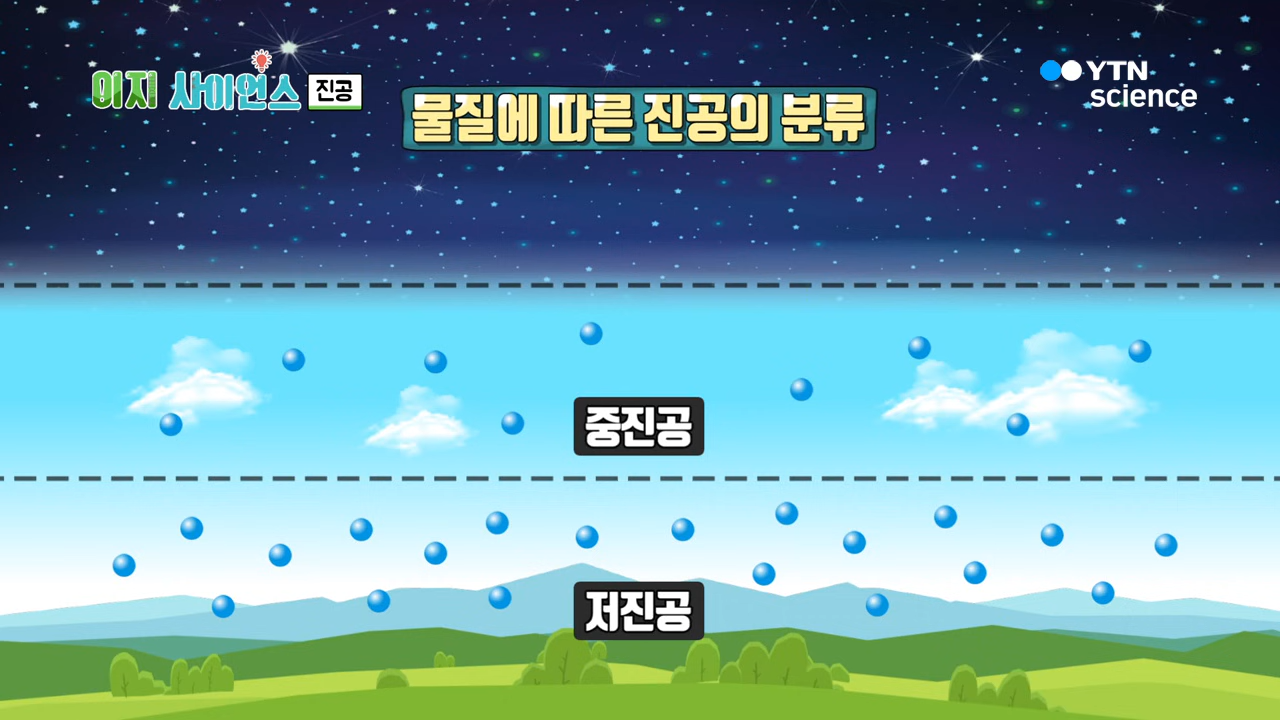 이지 사이언스 진공
YTN
science
물질에 따른 진공의 분류
중진공
저진공